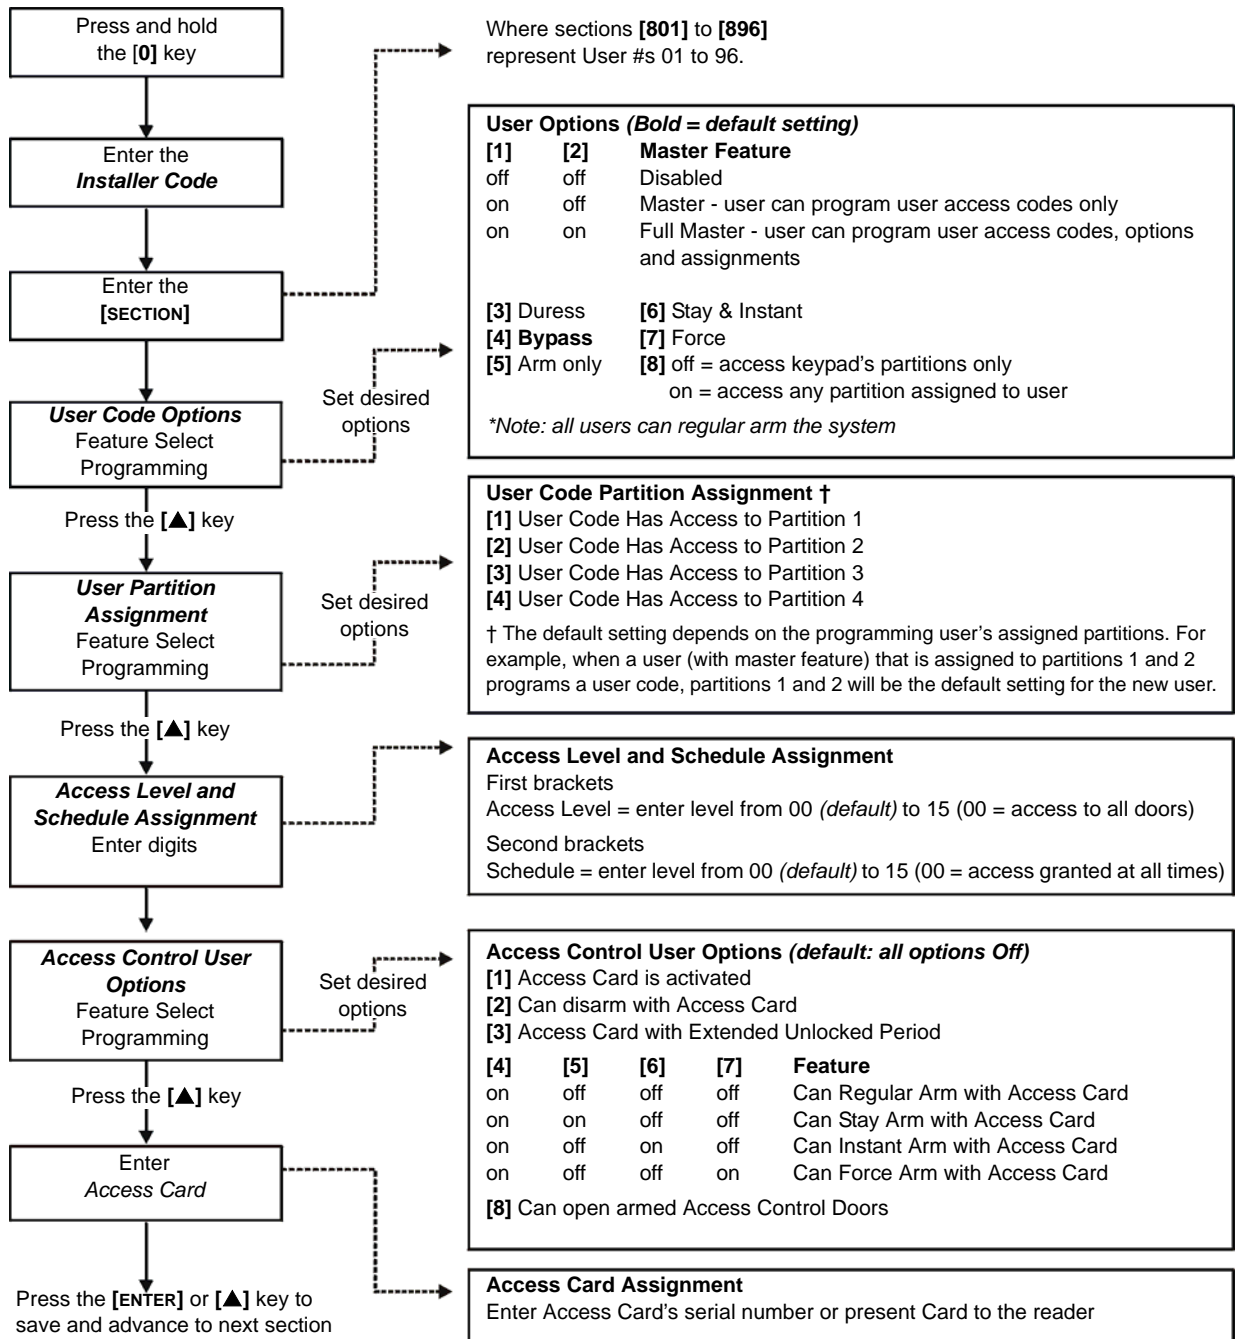 Press and hold
the [0] key
Where sections [801] to [896]
represent User #s 01 to 96.
Enter the
Installer Code
Enter the
[SECTION]
User Options (Bold = default setting)
[1] [2] Master Feature
off off Disabled
on off Master - user can program user access codes only
on on Full Master - user can program user access codes, options
and assignments
[3] Duress [6] Stay & Instant
[4] Bypass [7] Force
[5] Arm only [8] off = access keypad's partitions only
on = access any partition assigned to user
*Note: all users can regular arm the system
User Code Options
Feature Select
Programming
Set desired
options
Press the [▲] key
User Code Partition Assignment †
[1] User Code Has Access to Partition 1
[2] User Code Has Access to Partition 2
[3] User Code Has Access to Partition 3
[4] User Code Has Access to Partition 4
† The default setting depends on the programming user's assigned partitions. For
example, when a user (with master feature) that is assigned to partitions 1 and 2
programs a user code, partitions 1 and 2 will be the default setting for the new user.
User Partition
Assignment
Feature Select
Programming
Set desired
options
Press the [▲] key
Access Level and Schedule Assignment
First brackets
Access Level = enter level from 00 (default) to 15 (00 = access to all doors)
Second brackets
Schedule = enter level from 00 (default) to 15 (00 = access granted at all times)
Access Level and
Schedule Assignment
Enter digits
Access Control User
Options
Feature Select
Programming
Set desired
options
Access Control User Options (default: all options Off)
[1] Access Card is activated
[2] Can disarm with Access Card
[3] Access Card with Extended Unlocked Period
[4] [5] [6] [7] Feature
on off off off Can Regular Arm with Access Card
on on off off Can Stay Arm with Access Card
on off on off Can Instant Arm with Access Card
on off off on Can Force Arm with Access Card
[8] Can open armed Access Control Doors
Press the [▲] key
Enter
Access Card
Press the [ENTER] or [▲] key to
save and advance to next section
Access Card Assignment
Enter Access Card's serial number or present Card to the reader